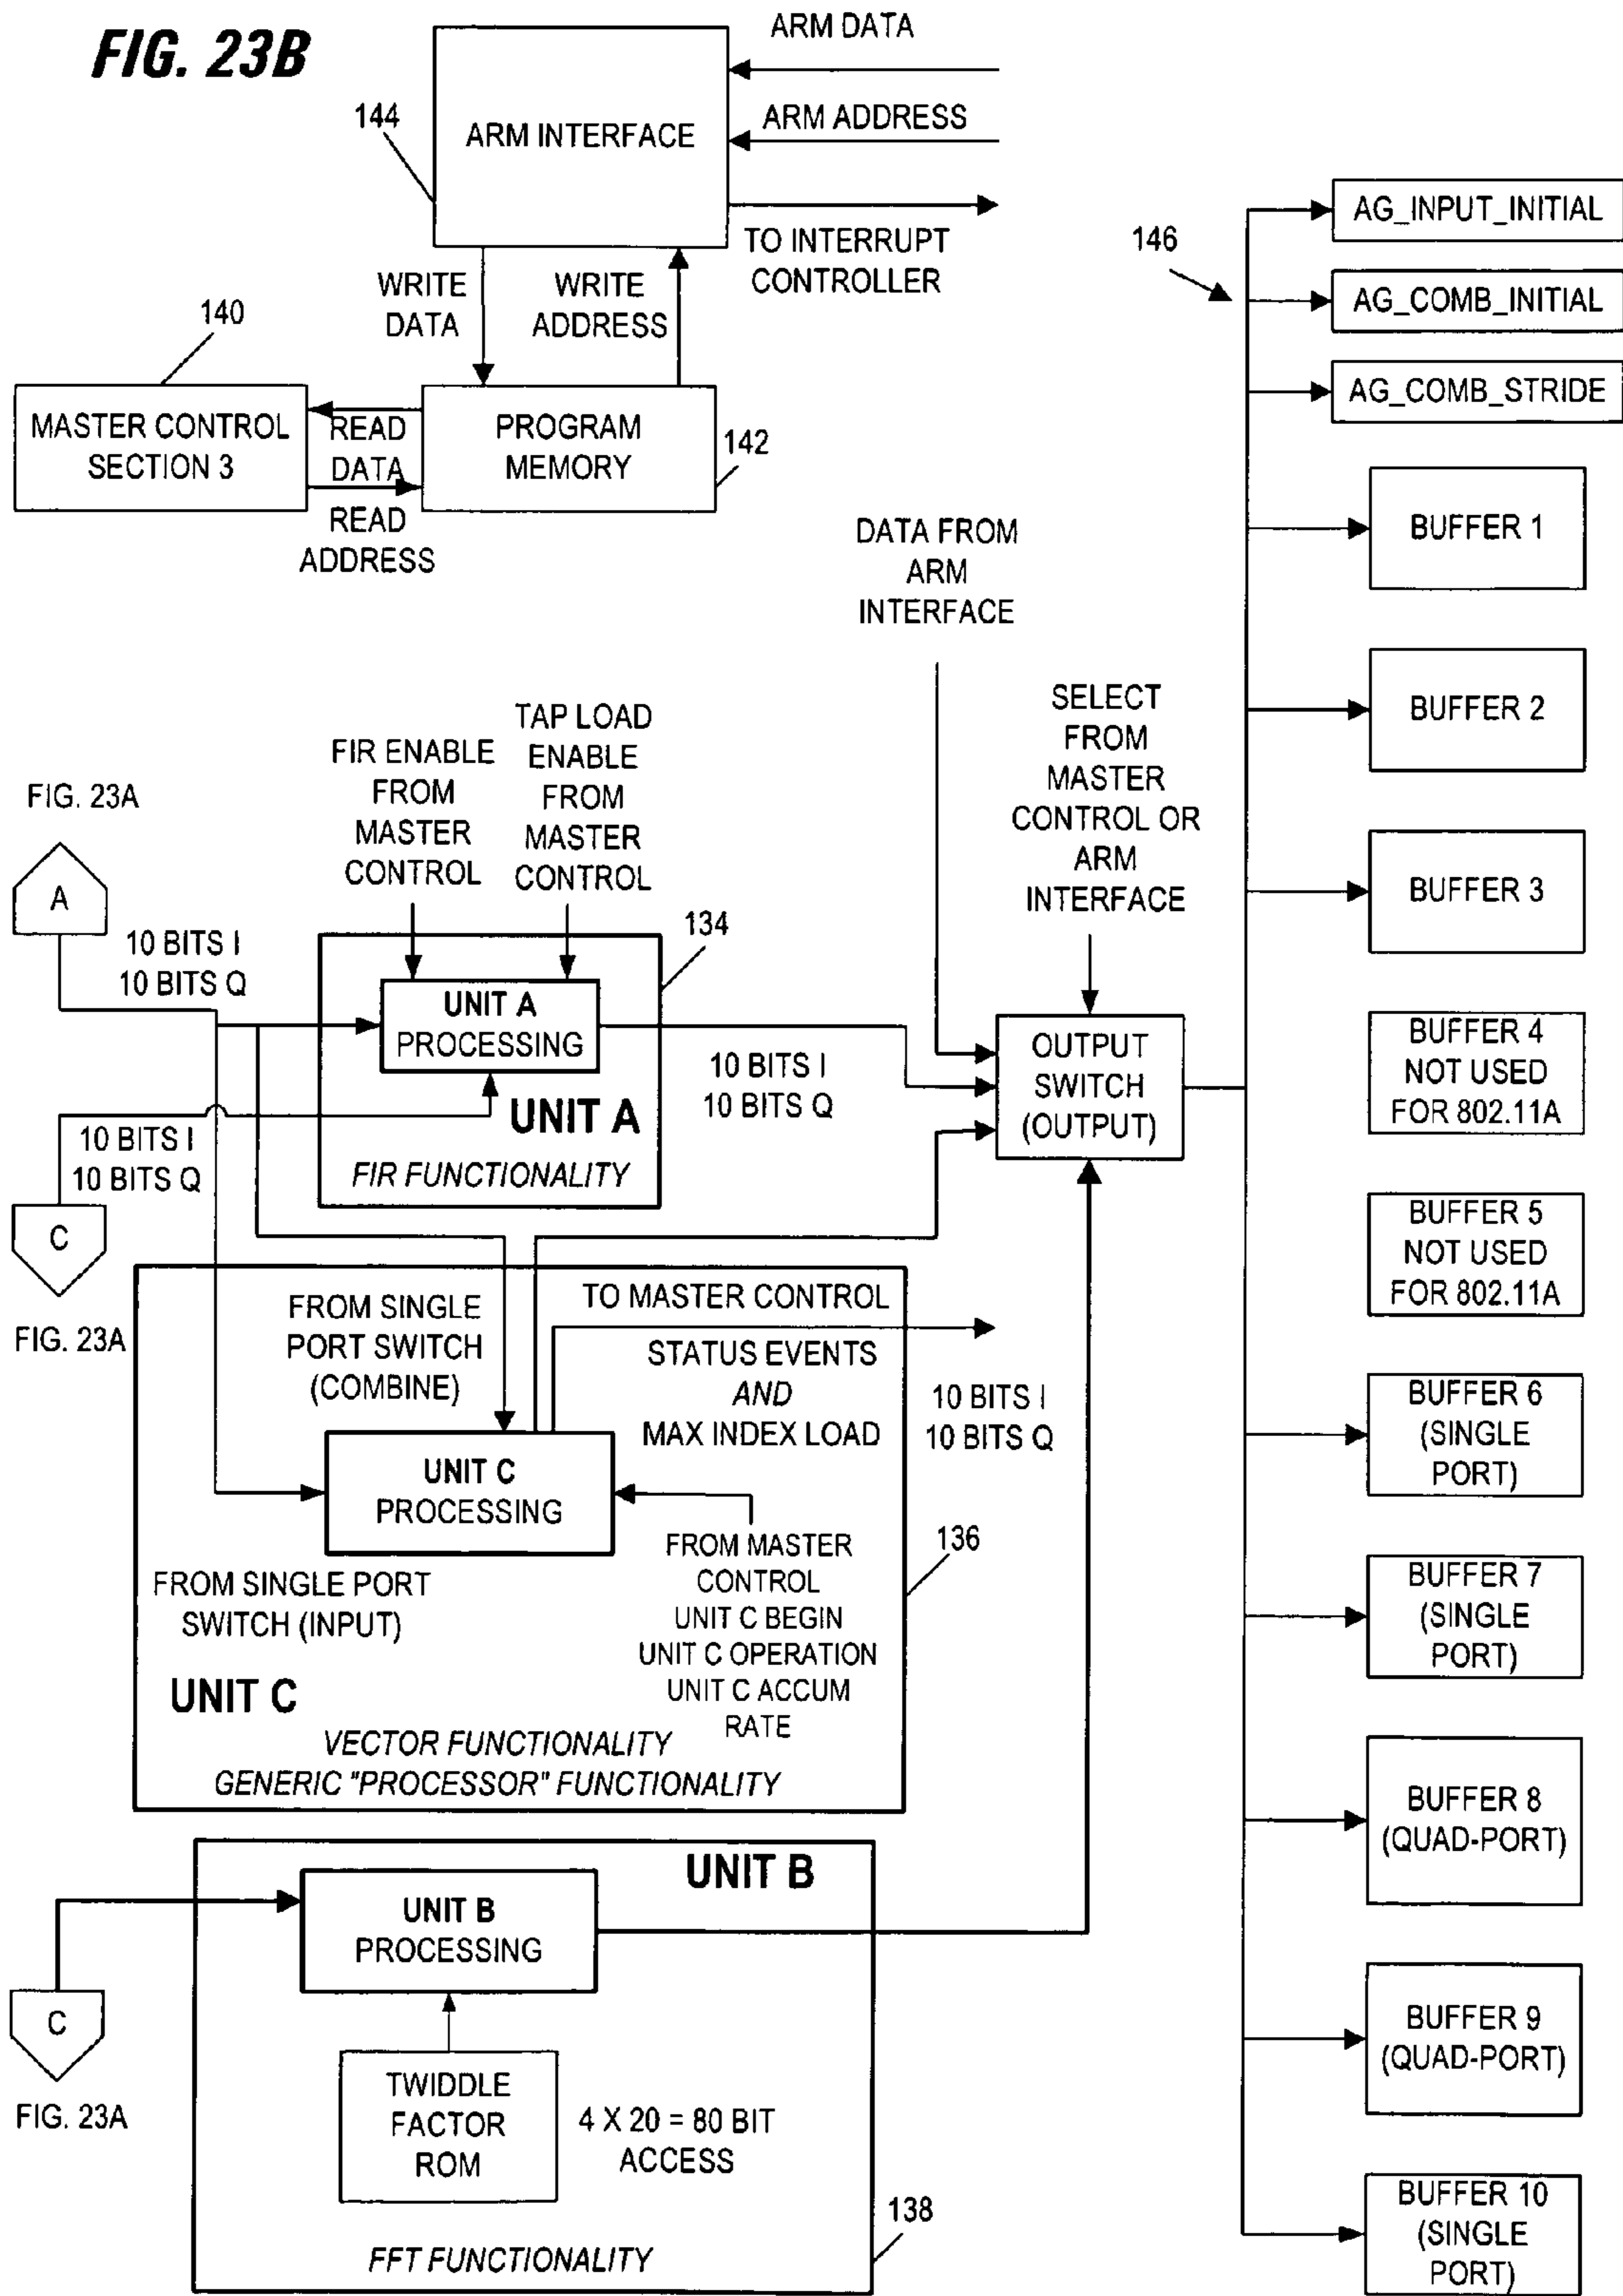 FIG. 23B
ARM DATA
ARM ADDRESS
144
ARM INTERFACE
TO INTERRUPT
CONTROLLER
WRITE
DATA
WRITE
ADDRESS
140
MASTER CONTROL
SECTION 3
READ
DATA
READ
ADDRESS
PROGRAM
MEMORY
142
146
AG_INPUT_INITIAL
AG_COMB_INITIAL
AG_COMB_STRIDE
BUFFER 1
BUFFER 2
BUFFER 3
BUFFER 4
NOT USED
FOR 802.11A
BUFFER 5
NOT USED
FOR 802.11A
BUFFER 6
(SINGLE
PORT)
BUFFER 7
(SINGLE
PORT)
BUFFER 8
(QUAD-PORT)
BUFFER 9
(QUAD-PORT)
BUFFER 10
(SINGLE
PORT)
DATA FROM
ARM
INTERFACE
SELECT
FROM
MASTER
CONTROL OR
ARM
INTERFACE
OUTPUT
SWITCH
(OUTPUT)
FIR ENABLE
FROM
MASTER
CONTROL
TAP LOAD
ENABLE
FROM
MASTER
CONTROL
FIG. 23A
A
10 BITS I
10 BITS Q
134
UNIT A
PROCESSING
UNIT A
FIR FUNCTIONALITY
10 BITS I
10 BITS Q
10 BITS I
10 BITS Q
C
FIG. 23A
FROM SINGLE
PORT SWITCH
(COMBINE)
TO MASTER CONTROL
STATUS EVENTS
AND
MAX INDEX LOAD
10 BITS I
10 BITS Q
UNIT C
PROCESSING
136
FROM SINGLE PORT
SWITCH (INPUT)
FROM MASTER
CONTROL
UNIT C BEGIN
UNIT C OPERATION
UNIT C ACCUM
RATE
UNIT C
VECTOR FUNCTIONALITY
GENERIC "PROCESSOR" FUNCTIONALITY
UNIT B
UNIT B
PROCESSING
C
FIG. 23A
TWIDDLE
FACTOR
ROM
4 X 20 = 80 BIT
ACCESS
138
FFT FUNCTIONALITY